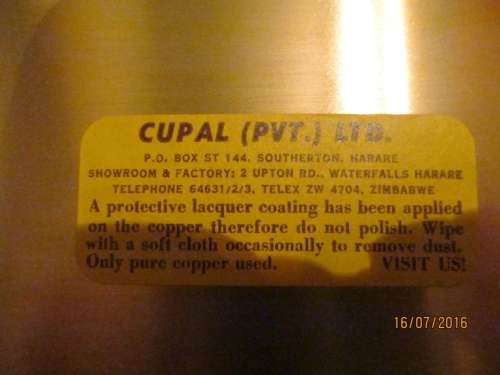 CUPAL (PVT.) LTD.
P.O. BOX ST 144, SOUTHERTON, HARARE
SHOWROOM & FACTORY: 2 UPTON RD., WATERFALLS HARARE
TELEPHONE 64631/2/3, TELEX ZW 4704, ZIMBABWE
A protective lacquer coating has been applied
on the copper therefore do not polish. Wipe
with a soft cloth occasionally to remove dust.
Only pure copper used. VISIT US!
16/07/2016